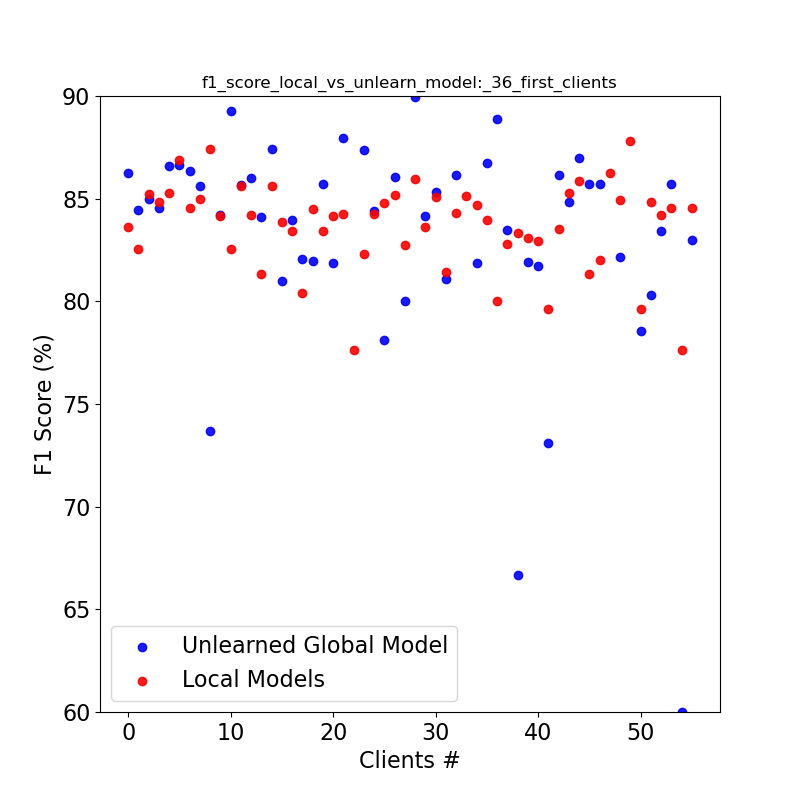 f1_score_local_vs_unlearn_model:_36_first_clients
90
85
80
75
70
65
60
F1 Score (%)
Unlearned Global Model
Local Models
0 10 20 30 40 50
Clients #